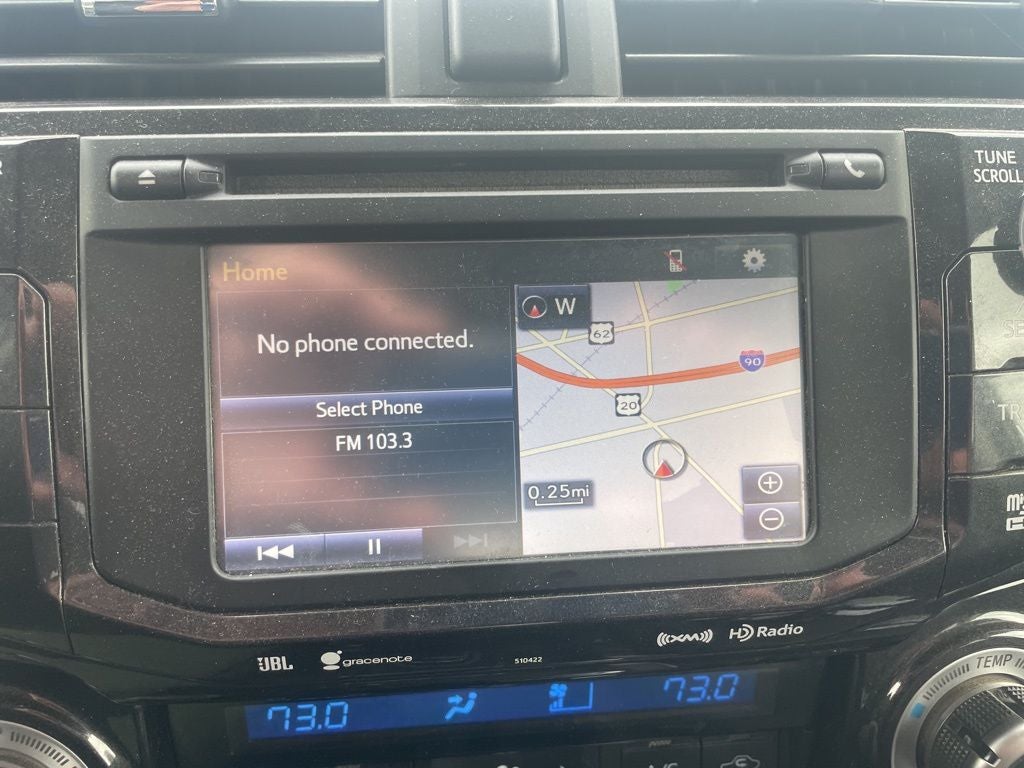 TUNE
SCROLL
Home
W
62
No phone connected.
90
Select Phone
20
FM 103.3
0.25mi
JBL
gracenote
510422
XM
HD Radio
73.0
73.0
TEMP